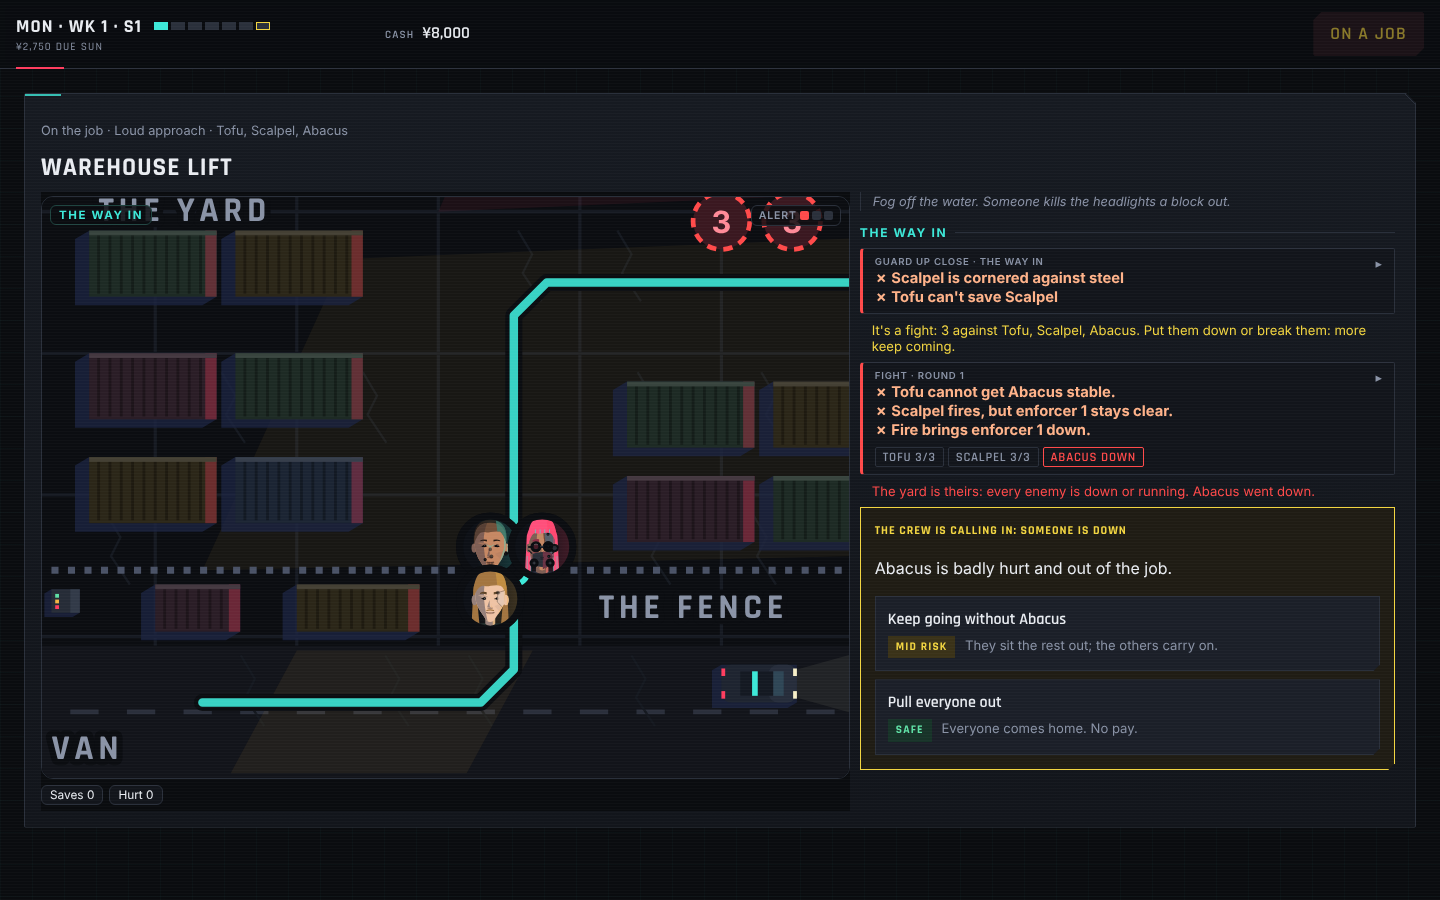 MON · WK 1 · S1
¥2,750 DUE SUN
CASH ¥8,000
ON A JOB
On the job · Loud approach · Tofu, Scalpel, Abacus
WAREHOUSE LIFT
THE YARD
THE WAY IN
3
3
ALERT
THE FENCE
VAN
Saves 0
Hurt 0
Fog off the water. Someone kills the headlights a block out.
THE WAY IN
GUARD UP CLOSE · THE WAY IN
× Scalpel is cornered against steel
× Tofu can't save Scalpel
It's a fight: 3 against Tofu, Scalpel, Abacus. Put them down or break them: more
keep coming.
FIGHT · ROUND 1
× Tofu cannot get Abacus stable.
× Scalpel fires, but enforcer 1 stays clear.
× Fire brings enforcer 1 down.
TOFU 3/3
SCALPEL 3/3
ABACUS DOWN
The yard is theirs: every enemy is down or running. Abacus went down.
THE CREW IS CALLING IN: SOMEONE IS DOWN
Abacus is badly hurt and out of the job.
Keep going without Abacus
MID RISK They sit the rest out; the others carry on.
Pull everyone out
SAFE Everyone comes home. No pay.